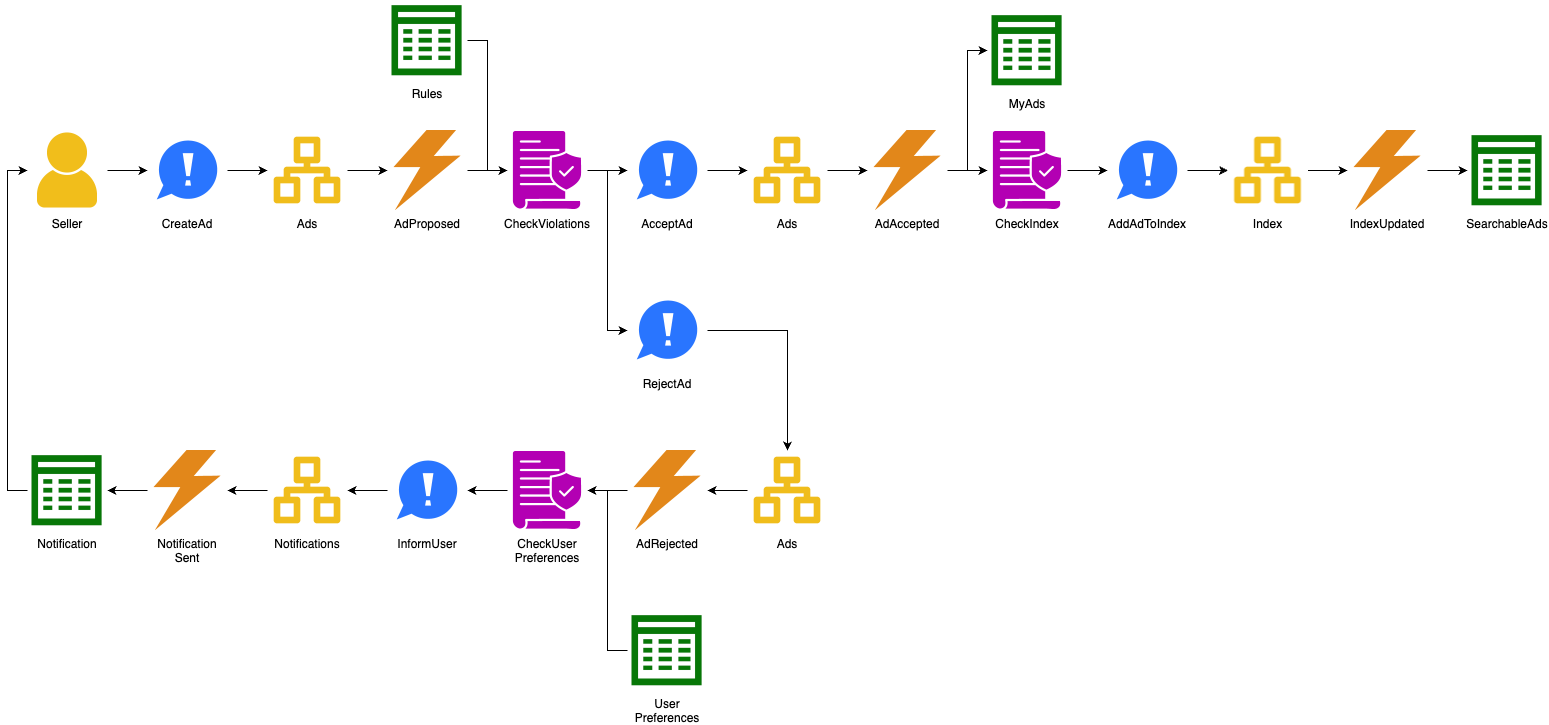 Rules
MyAds
Seller
CreateAd
Ads
AdProposed
CheckViolations
AcceptAd
Ads
AdAccepted
CheckIndex
AddAdToIndex
Index
IndexUpdated
SearchableAds
RejectAd
Notification
Notification
Sent
Notifications
InformUser
CheckUser
Preferences
AdRejected
Ads
User
Preferences